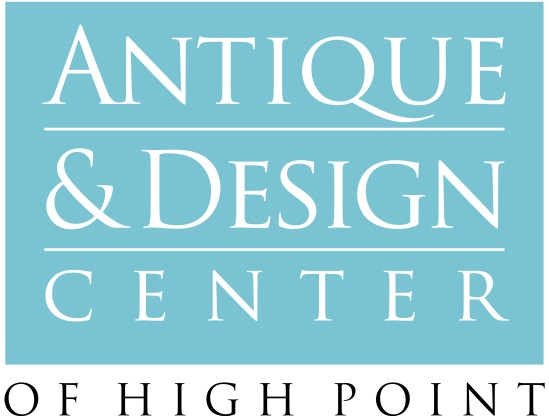 ANTIQUE
& DESIGN
CENTER
OF HIGH POINT